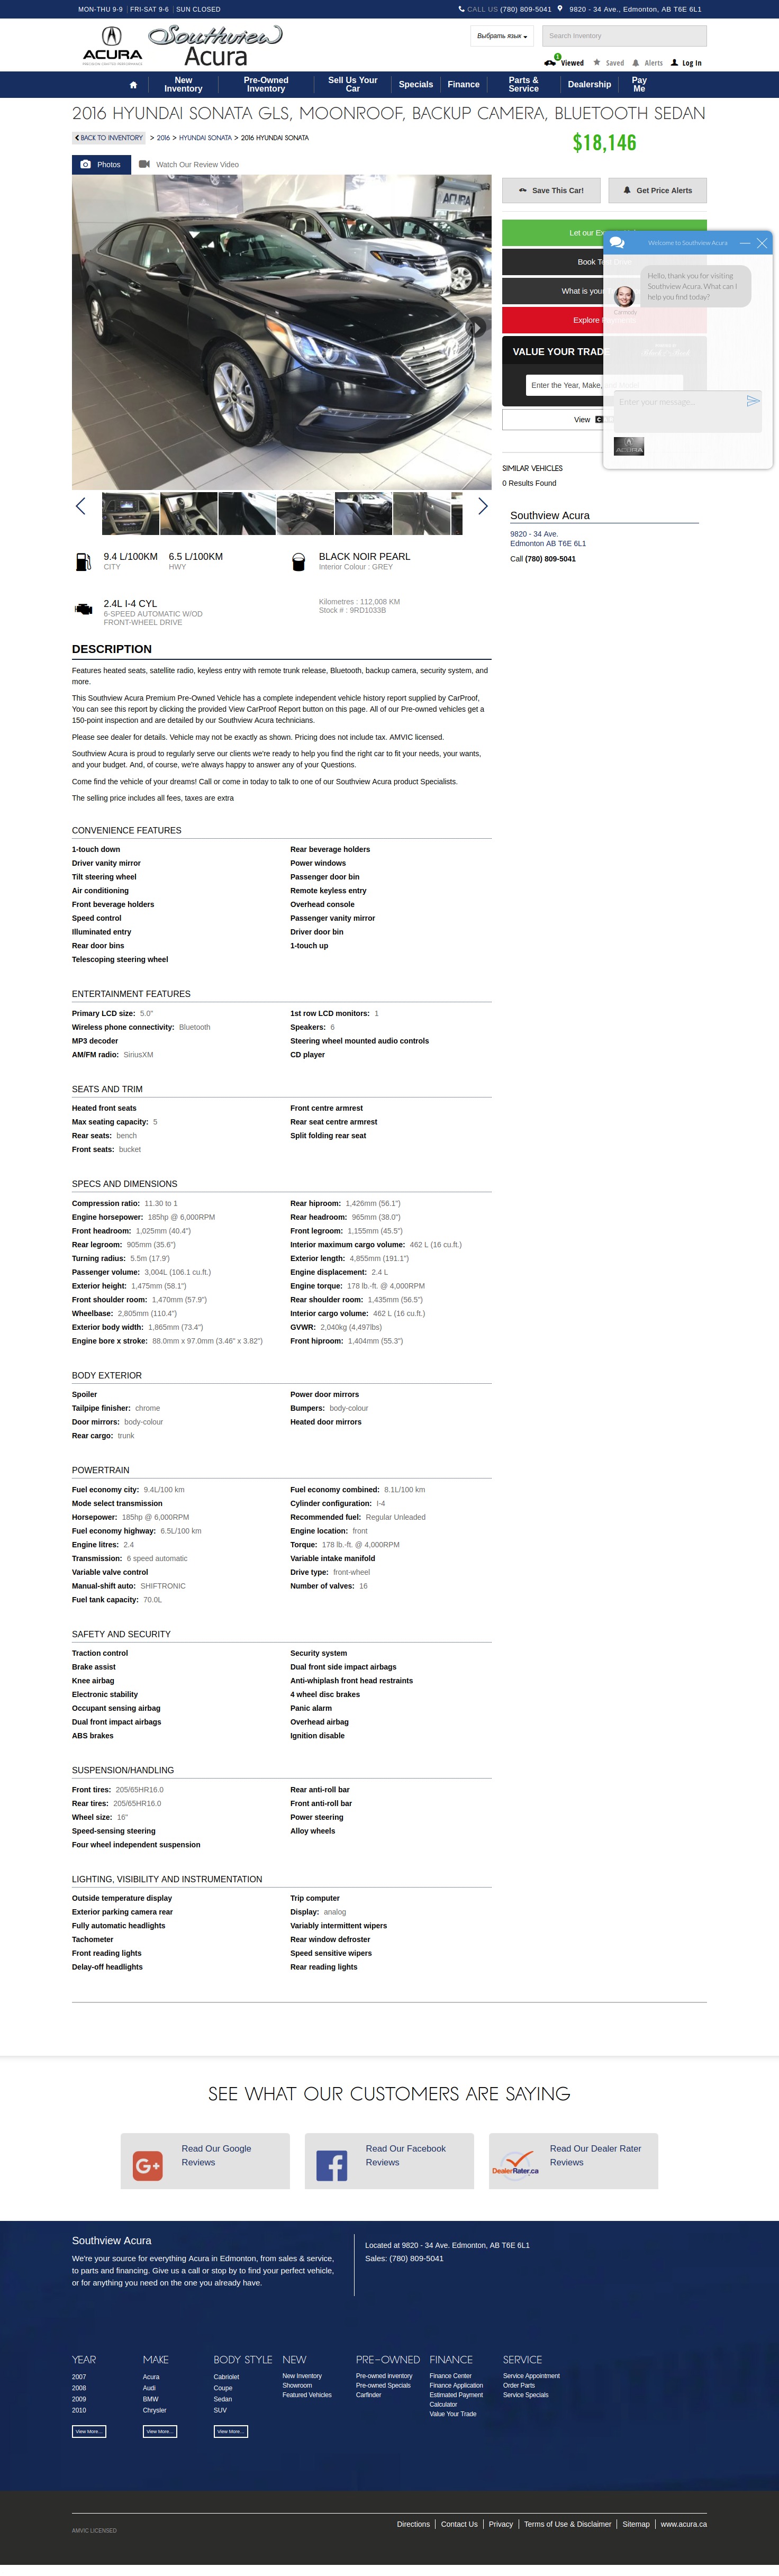 MON-THU 9-9 FRI-SAT 9-6 SUN CLOSED
CALL US (780) 809-5041 9820 - 34 Ave., Edmonton, AB T6E 6L1
ACURA
Southview
Acura
Выбрать язык
Search Inventory
1
Viewed Saved Alerts Log In
New Inventory
Pre-Owned Inventory
Sell Us Your Car
Specials
Finance
Parts & Service
Dealership
Pay Me
2016 HYUNDAI SONATA GLS, MOONROOF, BACKUP CAMERA, BLUETOOTH SEDAN
BACK TO INVENTORY > 2016 > HYUNDAI SONATA > 2016 HYUNDAI SONATA
$18,146
Photos
Watch Our Review Video
Save This Car!
Get Price Alerts
Let our
Book
What is your
Explore
VALUE YOUR TRADE
Enter the Year, Make,
View
Welcome to Southview Acura
Hello, thank you for visiting
Southview Acura. What can I
help you find today?
Enter your message...
ACURA
SIMILAR VEHICLES
0 Results Found
Southview Acura
9820 - 34 Ave.
Edmonton AB T6E 6L1
Call (780) 809-5041
9.4 L/100KM
CITY
6.5 L/100KM
HWY
BLACK NOIR PEARL
Interior Colour : GREY
2.4L I-4 CYL
6-SPEED AUTOMATIC W/OD
FRONT-WHEEL DRIVE
Kilometres : 112,008 KM
Stock # : 9RD1033B
DESCRIPTION
Features heated seats, satellite radio, keyless entry with remote trunk release, Bluetooth, backup camera, security system, and
more.
This Southview Acura Premium Pre-Owned Vehicle has a complete independent vehicle history report supplied by CarProof,
You can see this report by clicking the provided View CarProof Report button on this page. All of our Pre-owned vehicles get a
150-point inspection and are detailed by our Southview Acura technicians.
Please see dealer for details. Vehicle may not be exactly as shown. Pricing does not include tax. AMVIC licensed.
Southview Acura is proud to regularly serve our clients we're ready to help you find the right car to fit your needs, your wants,
and your budget. And, of course, we're always happy to answer any of your Questions.
Come find the vehicle of your dreams! Call or come in today to talk to one of our Southview Acura product Specialists.
The selling price includes all fees, taxes are extra
CONVENIENCE FEATURES
1-touch down Rear beverage holders
Driver vanity mirror Power windows
Tilt steering wheel Passenger door bin
Air conditioning Remote keyless entry
Front beverage holders Overhead console
Speed control Passenger vanity mirror
Illuminated entry Driver door bin
Rear door bins 1-touch up
Telescoping steering wheel
ENTERTAINMENT FEATURES
Primary LCD size: 5.0" 1st row LCD monitors: 1
Wireless phone connectivity: Bluetooth Speakers: 6
MP3 decoder Steering wheel mounted audio controls
AM/FM radio: SiriusXM CD player
SEATS AND TRIM
Heated front seats Front centre armrest
Max seating capacity: 5 Rear seat centre armrest
Rear seats: bench Split folding rear seat
Front seats: bucket
SPECS AND DIMENSIONS
Compression ratio: 11.30 to 1 Rear hiproom: 1,426mm (56.1")
Engine horsepower: 185hp @ 6,000RPM Rear headroom: 965mm (38.0")
Front headroom: 1,025mm (40.4") Front legroom: 1,155mm (45.5")
Rear legroom: 905mm (35.6") Interior maximum cargo volume: 462 L (16 cu.ft.)
Turning radius: 5.5m (17.9') Exterior length: 4,855mm (191.1")
Passenger volume: 3,004L (106.1 cu.ft.) Engine displacement: 2.4 L
Exterior height: 1,475mm (58.1") Engine torque: 178 lb.-ft. @ 4,000RPM
Front shoulder room: 1,470mm (57.9") Rear shoulder room: 1,435mm (56.5")
Wheelbase: 2,805mm (110.4") Interior cargo volume: 462 L (16 cu.ft.)
Exterior body width: 1,865mm (73.4") GVWR: 2,040kg (4,497lbs)
Engine bore x stroke: 88.0mm x 97.0mm (3.46" x 3.82") Front hiproom: 1,404mm (55.3")
BODY EXTERIOR
Spoiler Power door mirrors
Tailpipe finisher: chrome Bumpers: body-colour
Door mirrors: body-colour Heated door mirrors
Rear cargo: trunk
POWERTRAIN
Fuel economy city: 9.4L/100 km Fuel economy combined: 8.1L/100 km
Mode select transmission Cylinder configuration: I-4
Horsepower: 185hp @ 6,000RPM Recommended fuel: Regular Unleaded
Fuel economy highway: 6.5L/100 km Engine location: front
Engine litres: 2.4 Torque: 178 lb.-ft. @ 4,000RPM
Transmission: 6 speed automatic Variable intake manifold
Variable valve control Drive type: front-wheel
Manual-shift auto: SHIFTRONIC Number of valves: 16
Fuel tank capacity: 70.0L
SAFETY AND SECURITY
Traction control Security system
Brake assist Dual front side impact airbags
Knee airbag Anti-whiplash front head restraints
Electronic stability 4 wheel disc brakes
Occupant sensing airbag Panic alarm
Dual front impact airbags Overhead airbag
ABS brakes Ignition disable
SUSPENSION/HANDLING
Front tires: 205/65HR16.0 Rear anti-roll bar
Rear tires: 205/65HR16.0 Front anti-roll bar
Wheel size: 16" Power steering
Speed-sensing steering Alloy wheels
Four wheel independent suspension
LIGHTING, VISIBILITY AND INSTRUMENTATION
Outside temperature display Trip computer
Exterior parking camera rear Display: analog
Fully automatic headlights Variably intermittent wipers
Tachometer Rear window defroster
Front reading lights Speed sensitive wipers
Delay-off headlights Rear reading lights
SEE WHAT OUR CUSTOMERS ARE SAYING
Read Our Google
Reviews
Read Our Facebook
Reviews
DealerRater.ca
Read Our Dealer Rater
Reviews
Southview Acura
We're your source for everything Acura in Edmonton, from sales & service,
to parts and financing. Give us a call or stop by to find your perfect vehicle,
or for anything you need on the one you already have.
Located at 9820 - 34 Ave. Edmonton, AB T6E 6L1
Sales: (780) 809-5041
YEAR
2007
2008
2009
2010
View More...
MAKE
Acura
Audi
BMW
Chrysler
View More...
BODY STYLE
Cabriolet
Coupe
Sedan
SUV
View More...
NEW
New Inventory
Showroom
Featured Vehicles
PRE-OWNED
Pre-owned inventory
Pre-owned Specials
Carfinder
FINANCE
Finance Center
Finance Application
Estimated Payment
Calculator
Value Your Trade
SERVICE
Service Appointment
Order Parts
Service Specials
AMVIC LICENSED
Directions Contact Us Privacy Terms of Use & Disclaimer Sitemap www.acura.ca